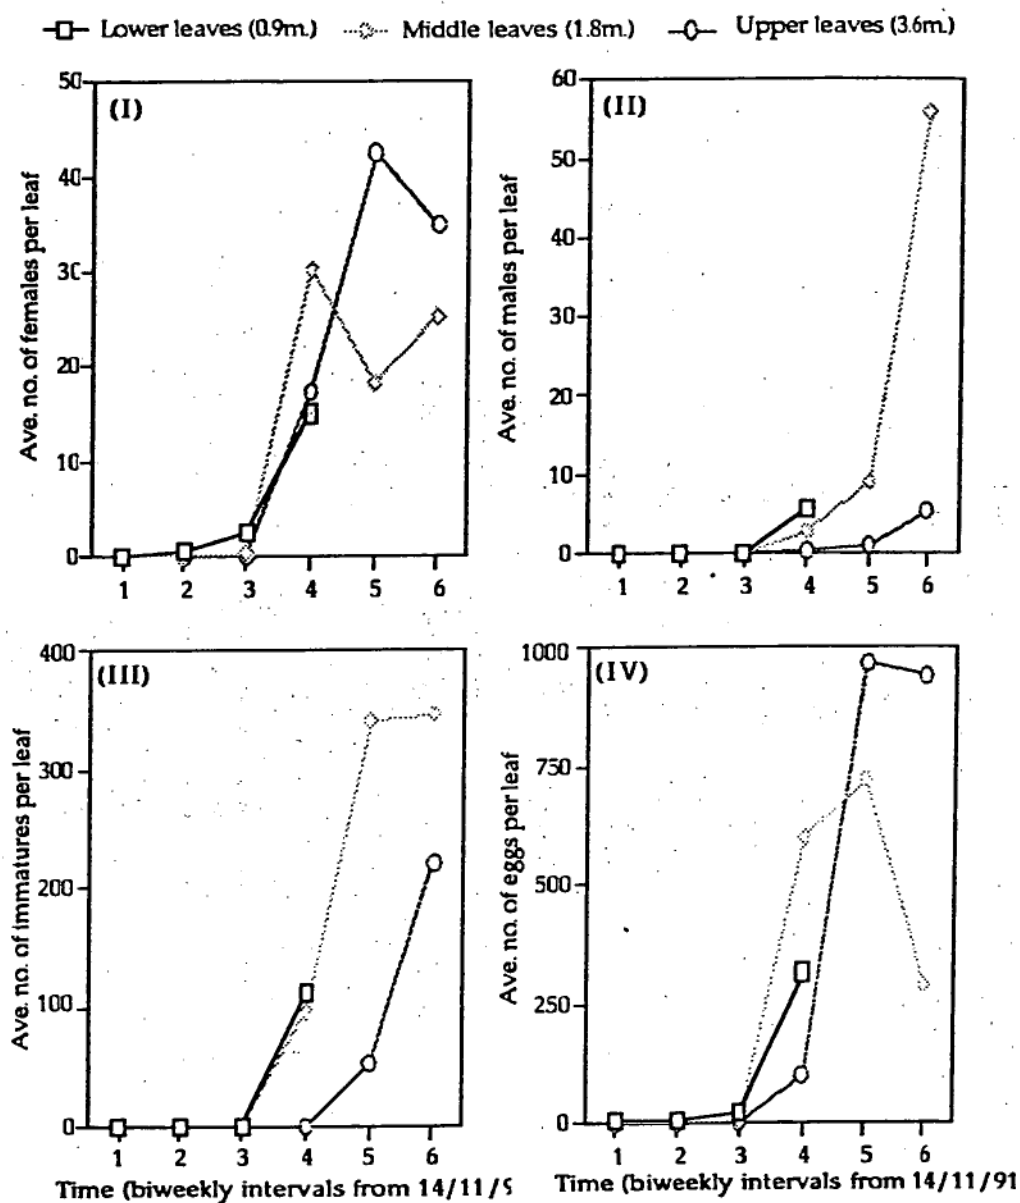 Lower leaves (0.9m.) Middle leaves (1.8m.) Upper leaves (3.6m.)
(I)
Ave. no. of females per leaf
50
40
30
20
10
0
1 2 3 4 5 6
(II)
Ave. no. of males per leaf
60
50
40
30
20
10
0
1 2 3 4 5 6
(III)
Ave. no. of immatures per leaf
400
300
200
100
0
1 2 3 4 5 6
Time (biweekly intervals from 14/11/9
(IV)
Ave. no. of eggs per leaf
1000
750
500
250
0
1 2 3 4 5 6
Time (biweekly intervals from 14/11/91